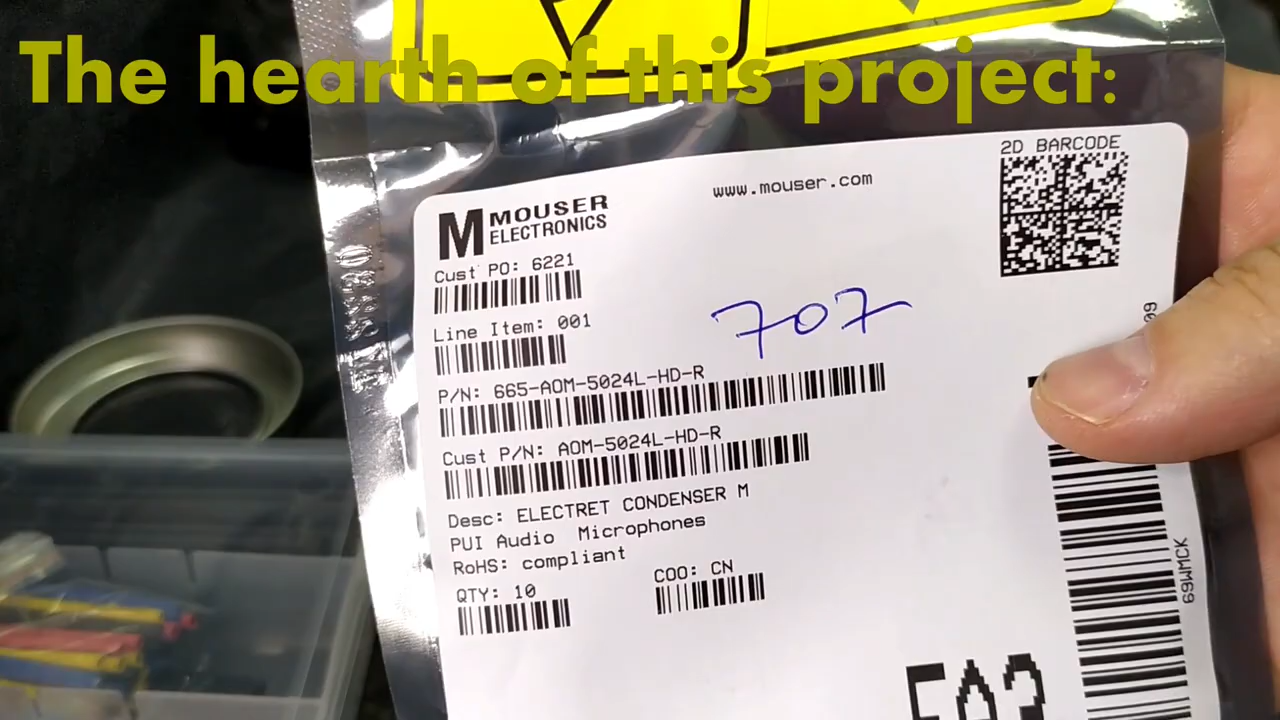 The hearth of this project:
2D BARCODE
www.mouser.com
M MOUSER
ELECTRONICS
Cust PO: 6221
Line Item: 001
707
P/N: 665-AOM-5024L-HD-R
Cust P/N: AOM-5024L-HD-R
Desc: ELECTRET CONDENSER M
PUI Audio Microphones
RoHS: compliant
QTY: 10
COO: CN
69WMCK